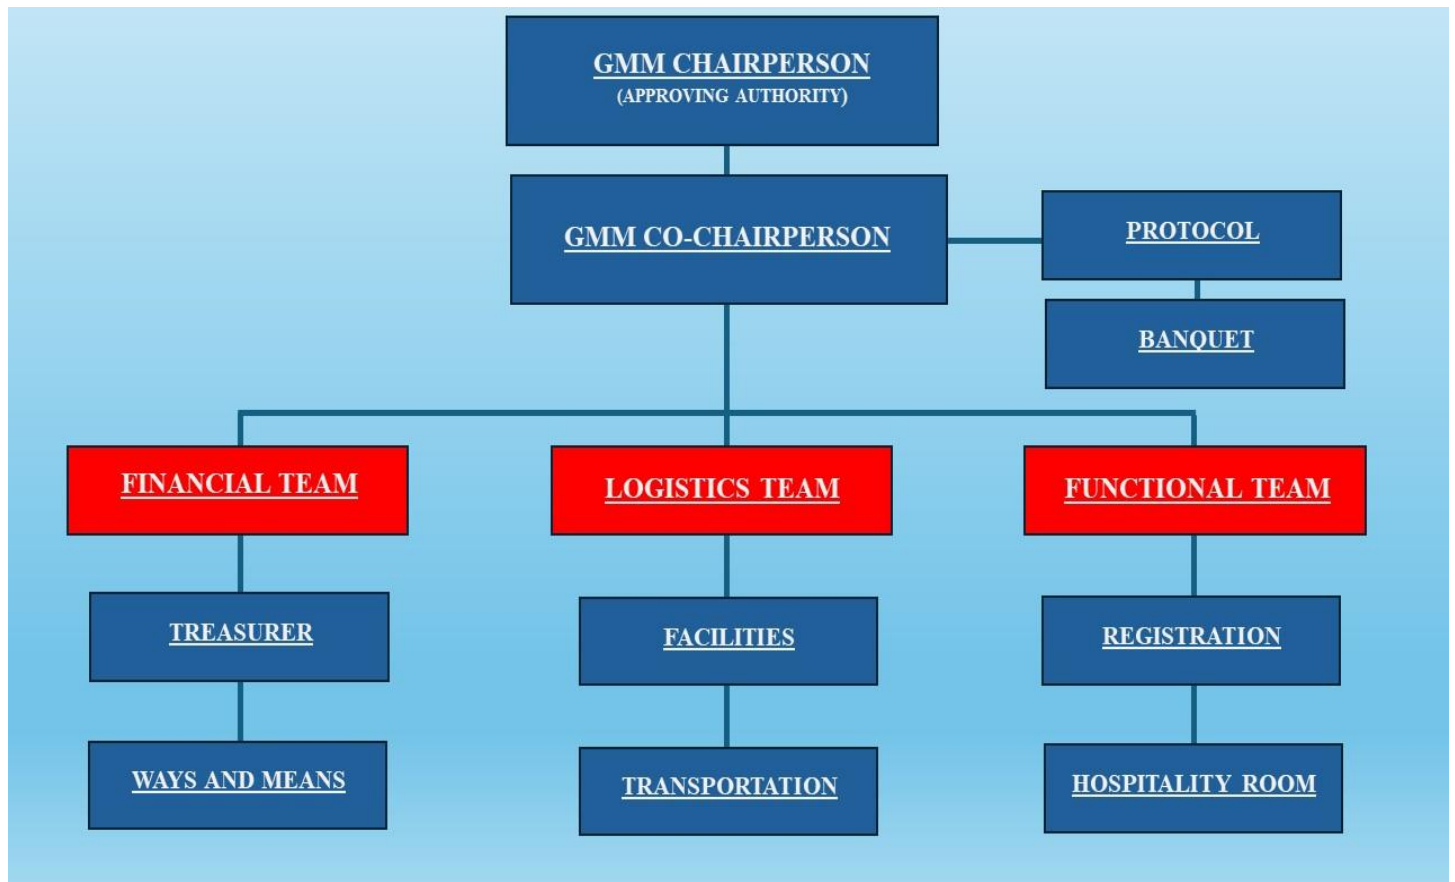 GMM CHAIRPERSON
(APPROVING AUTHORITY)
GMM CO-CHAIRPERSON
PROTOCOL
BANQUET
FINANCIAL TEAM
LOGISTICS TEAM
FUNCTIONAL TEAM
TREASURER
FACILITIES
REGISTRATION
WAYS AND MEANS
TRANSPORTATION
HOSPITALITY ROOM